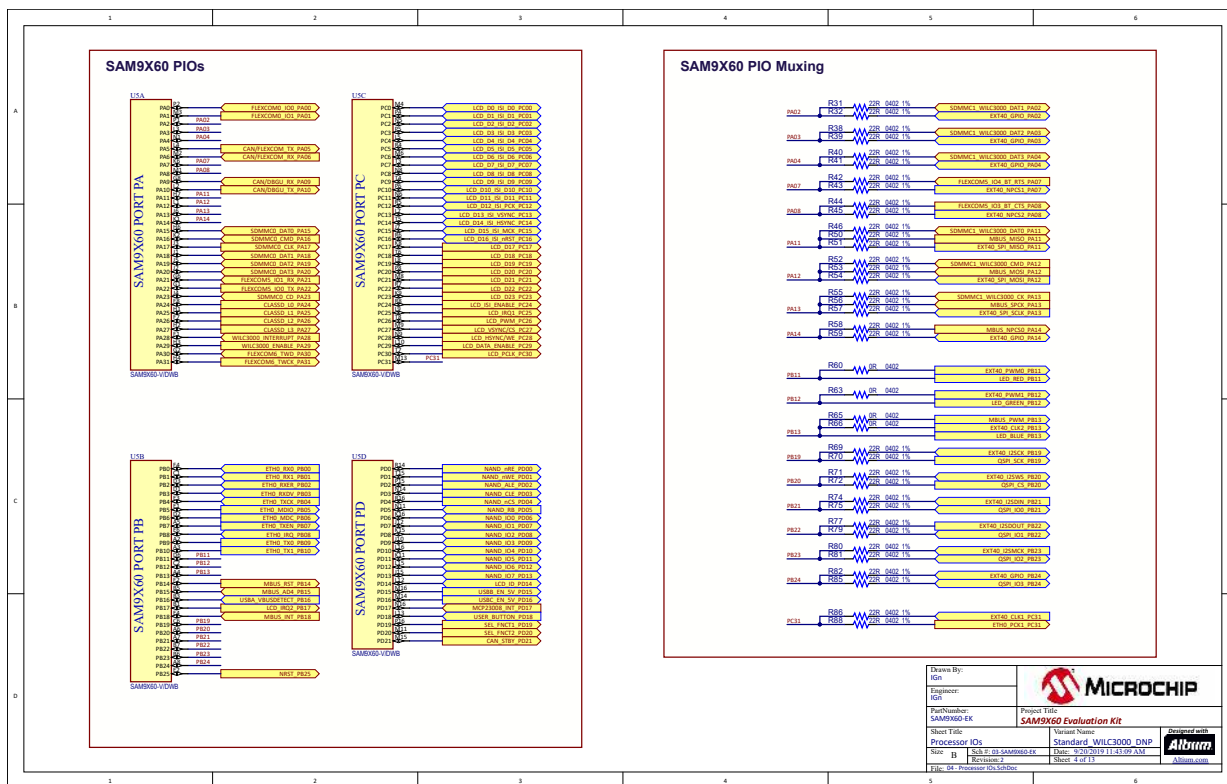 1 2 3 4 5 6
SAM9X60 PIOs
U5A
SAM9X60 PORT PA
PA0 FLEXCOM0_IO0_PA00
PA1 FLEXCOM0_IO1_PA01
PA2 PA02
PA3 PA03
PA4 PA04
PA5 CAN/FLEXCOM_TX_PA05
PA6 CAN/FLEXCOM_RX_PA06
PA7 PA07
PA8 PA08
PA9 CAN/DBGU_RX_PA09
PA10 CAN/DBGU_TX_PA10
PA11 PA11
PA12 PA12
PA13 PA13
PA14 PA14
PA15 SDMMC0_DAT0_PA15
PA16 SDMMC0_CMD_PA16
PA17 SDMMC0_CLK_PA17
PA18 SDMMC0_DAT1_PA18
PA19 SDMMC0_DAT2_PA19
PA20 SDMMC0_DAT3_PA20
PA21 FLEXCOM5_IO1_RX_PA21
PA22 FLEXCOM5_IO0_TX_PA22
PA23 SDMMC0_CD_PA23
PA24 CLASSD_L0_PA24
PA25 CLASSD_L1_PA25
PA26 CLASSD_L2_PA26
PA27 CLASSD_L3_PA27
PA28 WILC3000_INTERRUPT_PA28
PA29 WILC3000_ENABLE_PA29
PA30 FLEXCOM6_TWD_PA30
PA31 FLEXCOM6_TWCK_PA31
SAM9X60-V/DWB
U5C
SAM9X60 PORT PC
PC0 LCD_D0_ISI_D0_PC00
PC1 LCD_D1_ISI_D1_PC01
PC2 LCD_D2_ISI_D2_PC02
PC3 LCD_D3_ISI_D3_PC03
PC4 LCD_D4_ISI_D4_PC04
PC5 LCD_D5_ISI_D5_PC05
PC6 LCD_D6_ISI_D6_PC06
PC7 LCD_D7_ISI_D7_PC07
PC8 LCD_D8_ISI_D8_PC08
PC9 LCD_D9_ISI_D9_PC09
PC10 LCD_D10_ISI_D10_PC10
PC11 LCD_D11_ISI_D11_PC11
PC12 LCD_D12_ISI_PCK_PC12
PC13 LCD_D13_ISI_VSYNC_PC13
PC14 LCD_D14_ISI_HSYNC_PC14
PC15 LCD_D15_ISI_MCK_PC15
PC16 LCD_D16_ISI_nRST_PC16
PC17 LCD_D17_PC17
PC18 LCD_D18_PC18
PC19 LCD_D19_PC19
PC20 LCD_D20_PC20
PC21 LCD_D21_PC21
PC22 LCD_D22_PC22
PC23 LCD_D23_PC23
PC24 LCD_ISI_ENABLE_PC24
PC25 LCD_IRQ1_PC25
PC26 LCD_PWM_PC26
PC27 LCD_VSYNC/CS_PC27
PC28 LCD_HSYNC/WE_PC28
PC29 LCD_DATA_ENABLE_PC29
PC30 LCD_PCLK_PC30
PC31 PC31
SAM9X60-V/DWB
U5B
SAM9X60 PORT PB
PB0 ETH0_RX0_PB00
PB1 ETH0_RX1_PB01
PB2 ETH0_RXER_PB02
PB3 ETH0_RXDV_PB03
PB4 ETH0_TXCK_PB04
PB5 ETH0_MDIO_PB05
PB6 ETH0_MDC_PB06
PB7 ETH0_TXEN_PB07
PB8 ETH0_IRQ_PB08
PB9 ETH0_TX0_PB09
PB10 ETH0_TX1_PB10
PB11 PB11
PB12 PB12
PB13 PB13
PB14 MBUS_RST_PB14
PB15 MBUS_AD4_PB15
PB16 USBA_VBUSDETECT_PB16
PB17 LCD_IRQ2_PB17
PB18 MBUS_INT_PB18
PB19 PB19
PB20 PB20
PB21 PB21
PB22 PB22
PB23 PB23
PB24 PB24
PB25 NRST_PB25
SAM9X60-V/DWB
U5D
SAM9X60 PORT PD
PD0 NAND_nRE_PD00
PD1 NAND_nWE_PD01
PD2 NAND_ALE_PD02
PD3 NAND_CLE_PD03
PD4 NAND_nCS_PD04
PD5 NAND_RB_PD05
PD6 NAND_IO0_PD06
PD7 NAND_IO1_PD07
PD8 NAND_IO2_PD08
PD9 NAND_IO3_PD09
PD10 NAND_IO4_PD10
PD11 NAND_IO5_PD11
PD12 NAND_IO6_PD12
PD13 NAND_IO7_PD13
PD14 LCD_ID_PD14
PD15 USBB_EN_5V_PD15
PD16 USBC_EN_5V_PD16
PD17 MCP23008_INT_PD17
PD18 USER_BUTTON_PD18
PD19 SEL_FNCT1_PD19
PD20 SEL_FNCT2_PD20
PD21 CAN_STBY_PD21
SAM9X60-V/DWB
SAM9X60 PIO Muxing
PA02
R31 22R 0402 1% SDMMC1_WILC3000_DAT1_PA02
R32 22R 0402 1% EXT40_GPIO_PA02
PA03
R38 22R 0402 1% SDMMC1_WILC3000_DAT2_PA03
R39 22R 0402 1% EXT40_GPIO_PA03
PA04
R40 22R 0402 1% SDMMC1_WILC3000_DAT3_PA04
R41 22R 0402 1% EXT40_GPIO_PA04
PA07
R42 22R 0402 1% FLEXCOM5_IO4_BT_RTS_PA07
R43 22R 0402 1% EXT40_NPCS1_PA07
PA08
R44 22R 0402 1% FLEXCOM5_IO3_BT_CTS_PA08
R45 22R 0402 1% EXT40_NPCS2_PA08
PA11
R46 22R 0402 1% SDMMC1_WILC3000_DAT0_PA11
R50 22R 0402 1% MBUS_MISO_PA11
R51 22R 0402 1% EXT40_SPI_MISO_PA11
PA12
R52 22R 0402 1% SDMMC1_WILC3000_CMD_PA12
R53 22R 0402 1% MBUS_MOSI_PA12
R54 22R 0402 1% EXT40_SPI_MOSI_PA12
PA13
R55 22R 0402 1% SDMMC1_WILC3000_CK_PA13
R56 22R 0402 1% MBUS_SPCK_PA13
R57 22R 0402 1% EXT40_SPI_SCLK_PA13
PA14
R58 22R 0402 1% MBUS_NPCS0_PA14
R59 22R 0402 1% EXT40_GPIO_PA14
PB11
R60 0R 0402 EXT40_PWM0_PB11
LED_RED_PB11
PB12
R63 0R 0402 EXT40_PWM1_PB12
LED_GREEN_PB12
PB13
R65 0R 0402 MBUS_PWM_PB13
R66 0R 0402 EXT40_CLK2_PB13
LED_BLUE_PB13
PB19
R69 22R 0402 1% EXT40_I2SCK_PB19
R70 22R 0402 1% QSPI_SCK_PB19
PB20
R71 22R 0402 1% EXT40_I2SWS_PB20
R72 22R 0402 1% QSPI_CS_PB20
PB21
R74 22R 0402 1% EXT40_I2SDIN_PB21
R75 22R 0402 1% QSPI_IO0_PB21
PB22
R77 22R 0402 1% EXT40_I2SDOUT_PB22
R79 22R 0402 1% QSPI_IO1_PB22
PB23
R80 22R 0402 1% EXT40_I2SMCK_PB23
R81 22R 0402 1% QSPI_IO2_PB23
PB24
R82 22R 0402 1% EXT40_GPIO_PB24
R85 22R 0402 1% QSPI_IO3_PB24
PC31
R86 22R 0402 1% EXT40_CLK1_PC31
R88 22R 0402 1% ETH0_PCK1_PC31
Drawn By:
IGn
Engineer:
IGn
MICROCHIP
PartNumber:
SAM9X60-EK
Project Title
SAM9X60 Evaluation Kit
Sheet Title
Processor IOs
Variant Name
Standard_WILC3000_DNP
Designed with
Altium
Altium.com
Size B
Sch #: 03-SAM9X60-EK
Revision: 2
Date: 9/20/2019 11:43:09 AM
Sheet 4 of 13
File: 04 - Processor IOs.SchDoc
A
B
C
D
1 2 3 4 5 6